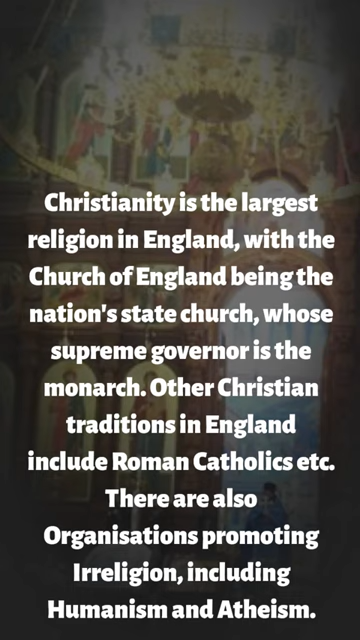 Christianity is the largest
religion in England, with the
Church of England being the
nation's state church, whose
supreme governor is the
monarch. Other Christian
traditions in England
include Roman Catholics etc.
There are also
Organisations promoting
Irreligion, including
Humanism and Atheism.